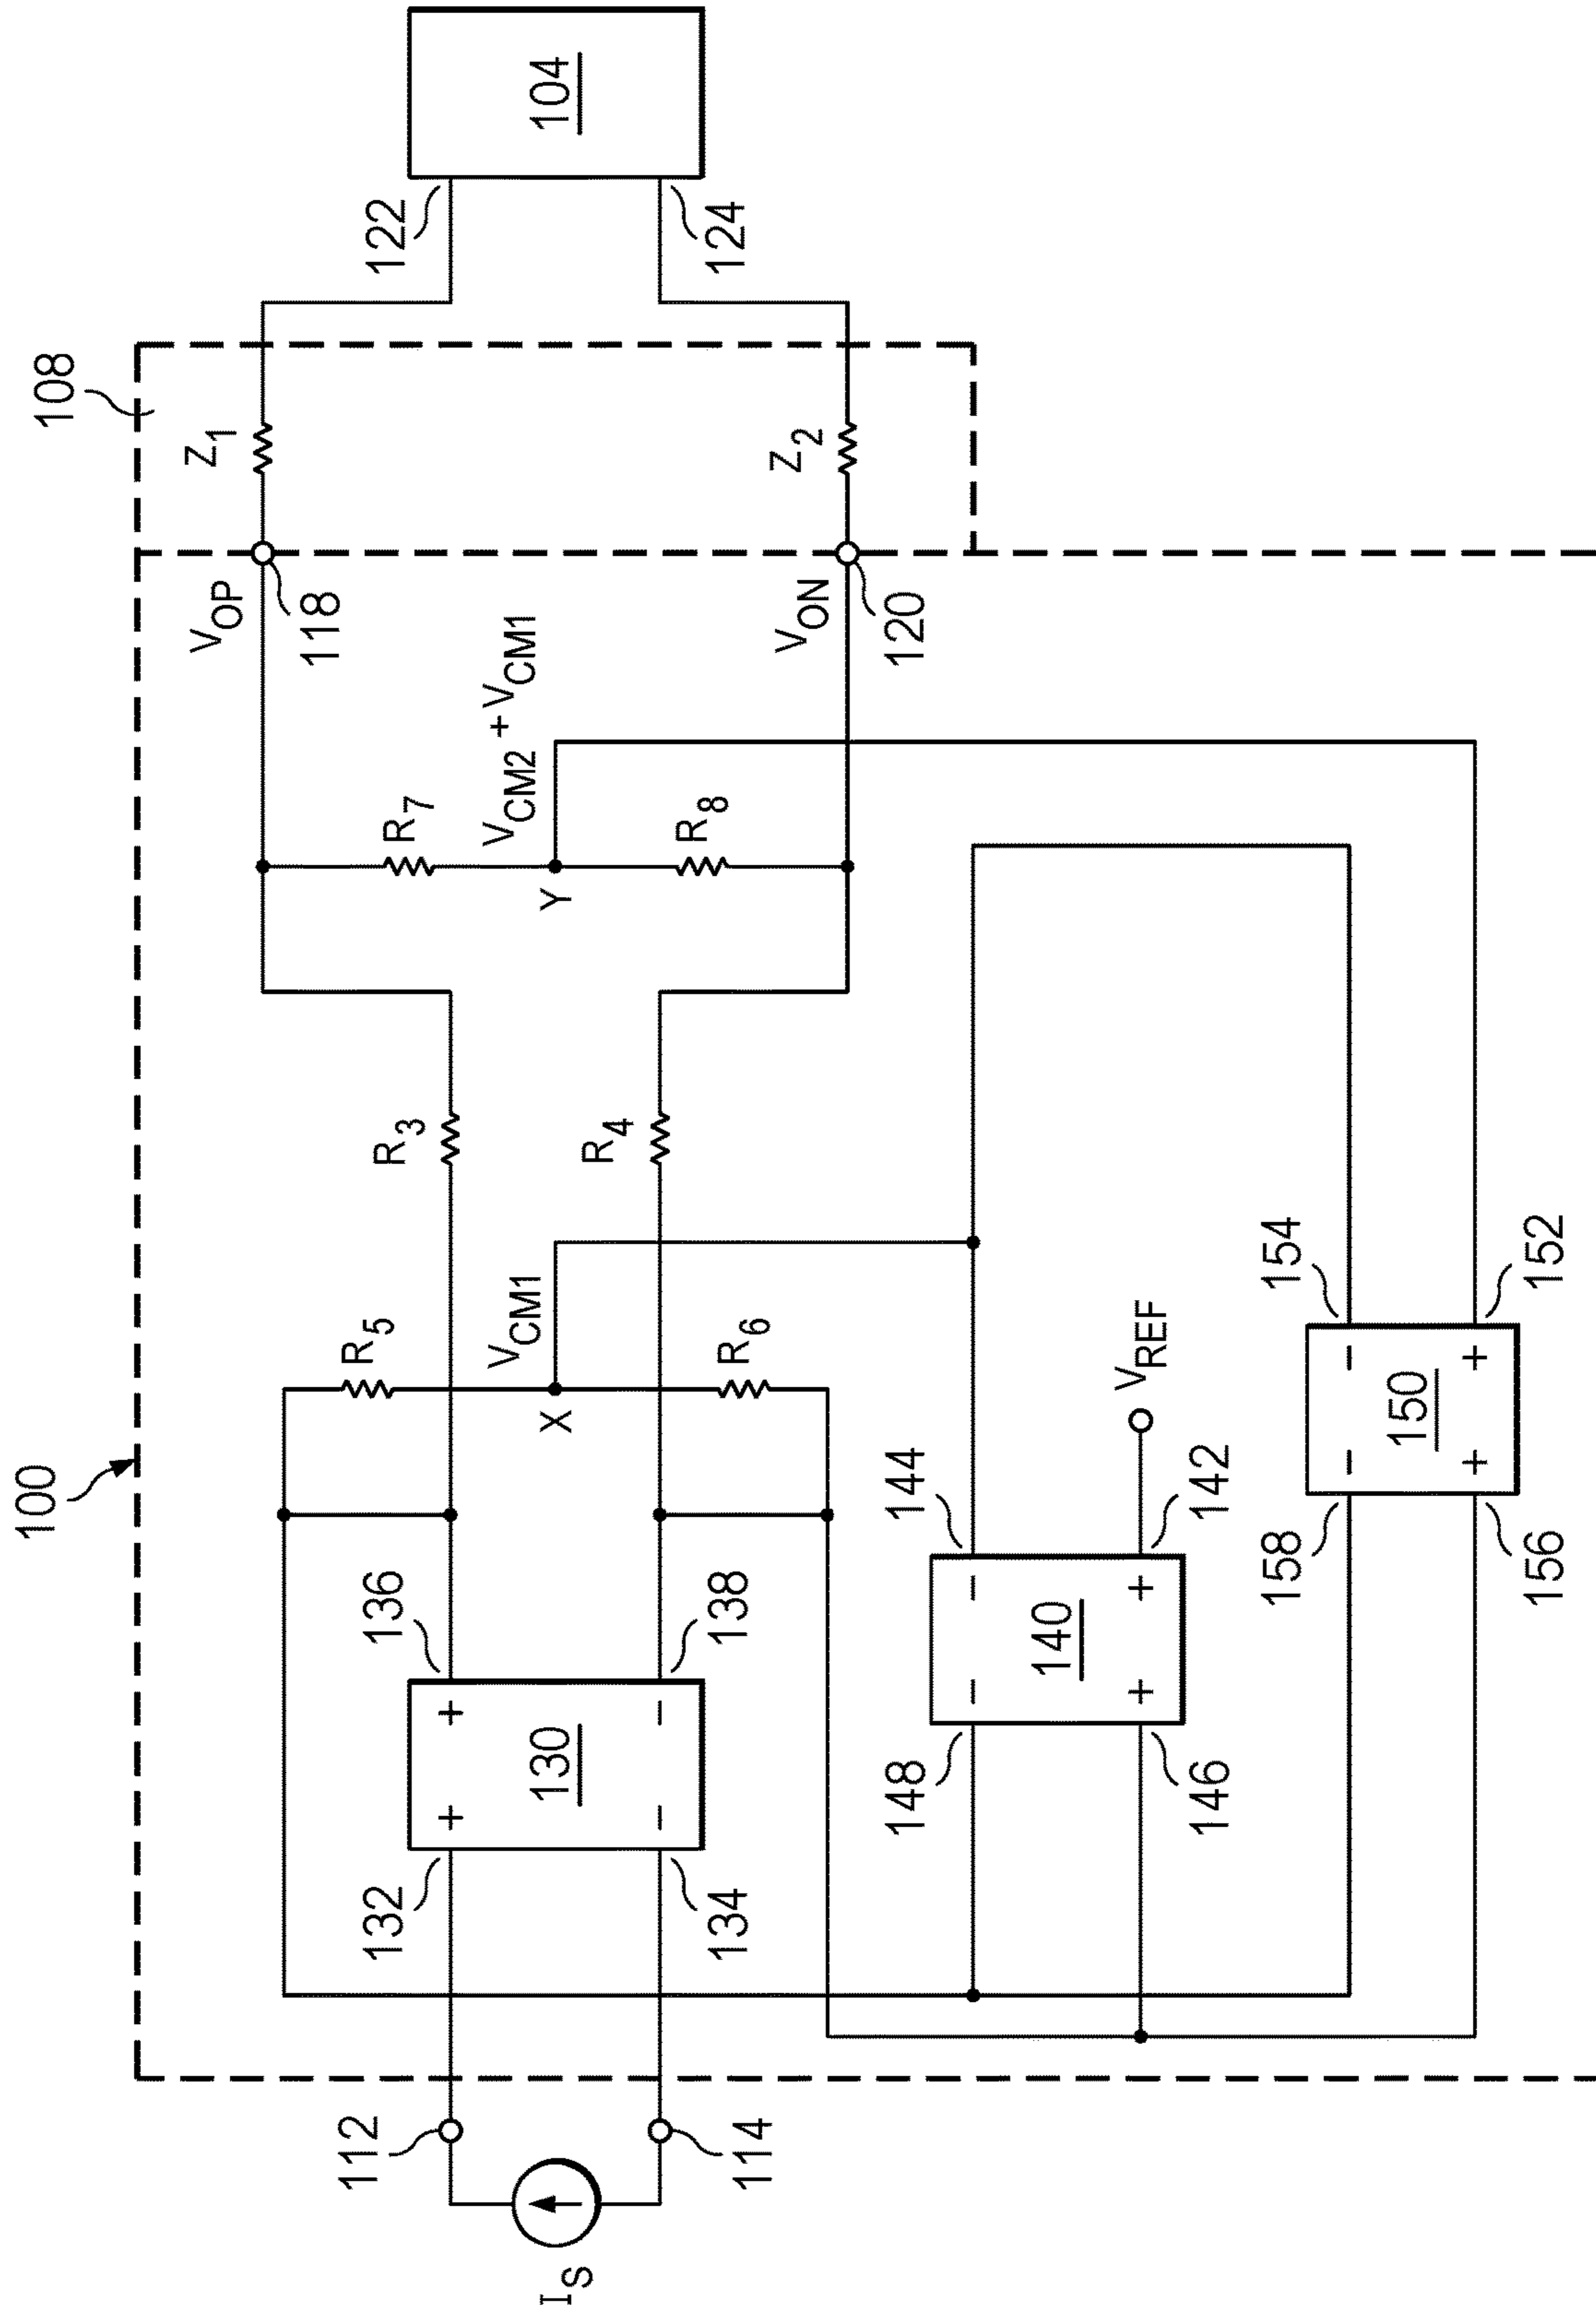 100
108
104
122
124
Z1
Z2
VOP
118
VON
120
VCM2 + VCM1
R7
R8
Y
R3
R4
R5
R6
VCM1
X
VREF
154
152
- -
+ +
150
158
156
144
142
- -
+ +
140
148
146
136
138
+ +
- -
130
132
134
112
114
IS